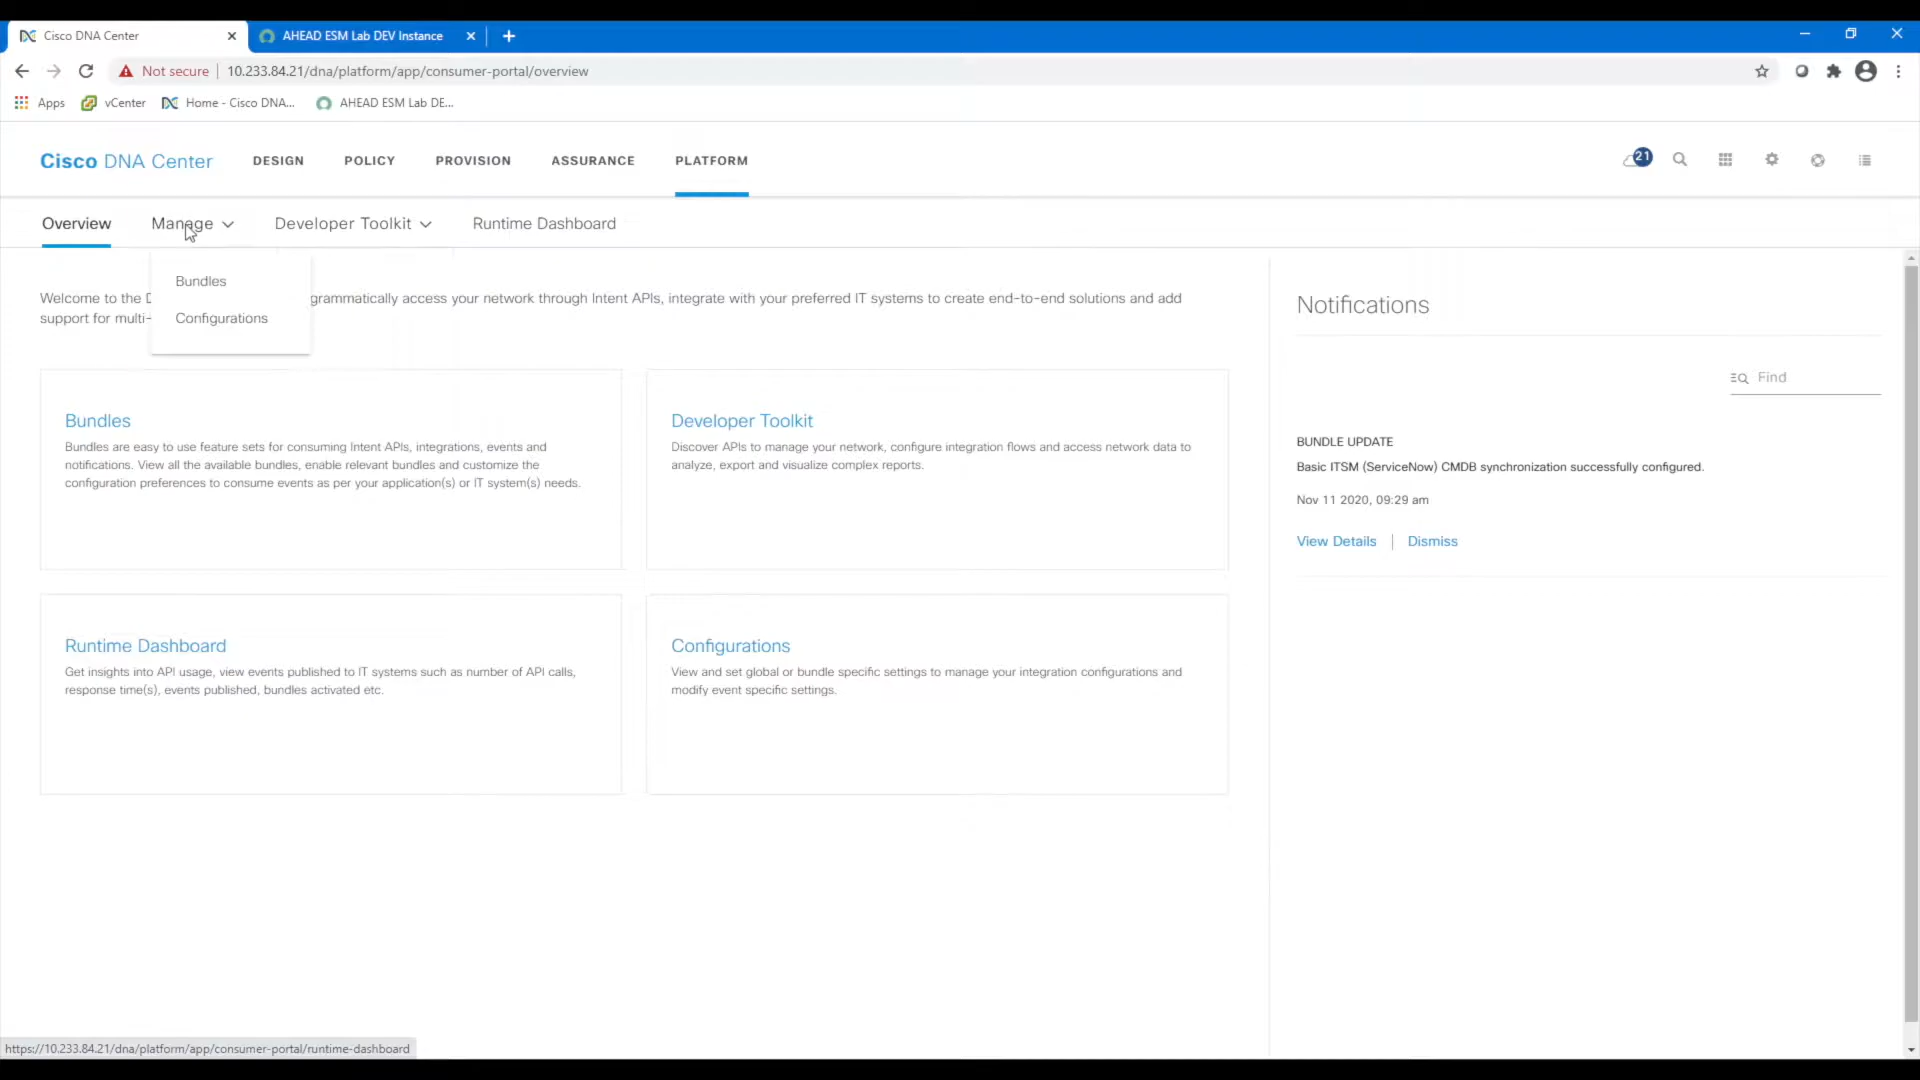 Cisco DNA Center
AHEAD ESM Lab DEV Instance
Not secure
10.233.84.21/dna/platform/app/consumer-portal/overview
Apps
vCenter
Home - Cisco DNA...
AHEAD ESM Lab DE...
Cisco DNA Center
DESIGN
POLICY
PROVISION
ASSURANCE
PLATFORM
21
Overview
Manage
Developer Toolkit
Runtime Dashboard
Bundles
Configurations
Welcome to the D
grammatically access your network through Intent APIs, integrate with your preferred IT systems to create end-to-end solutions and add
support for multi-
Bundles
Bundles are easy to use feature sets for consuming Intent APIs, integrations, events and
notifications. View all the available bundles, enable relevant bundles and customize the
configuration preferences to consume events as per your application(s) or IT system(s) needs.
Developer Toolkit
Discover APIs to manage your network, configure integration flows and access network data to
analyze, export and visualize complex reports.
Runtime Dashboard
Get insights into API usage, view events published to IT systems such as number of API calls,
response time(s), events published, bundles activated etc.
Configurations
View and set global or bundle specific settings to manage your integration configurations and
modify event specific settings.
Notifications
Find
BUNDLE UPDATE
Basic ITSM (ServiceNow) CMDB synchronization successfully configured.
Nov 11 2020, 09:29 am
View Details
Dismiss
https://10.233.84.21/dna/platform/app/consumer-portal/runtime-dashboard